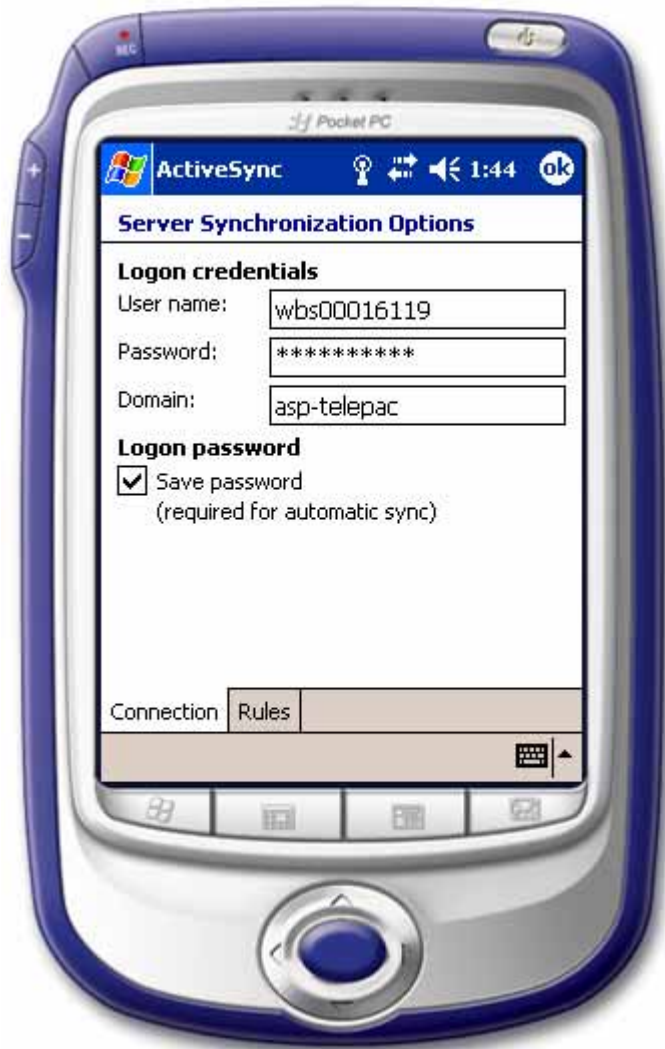 REC
Pocket PC
ActiveSync 1:44 ok
Server Synchronization Options
Logon credentials
User name: wbs00016119
Password: **********
Domain: asp-telepac
Logon password
Save password
(required for automatic sync)
Connection Rules